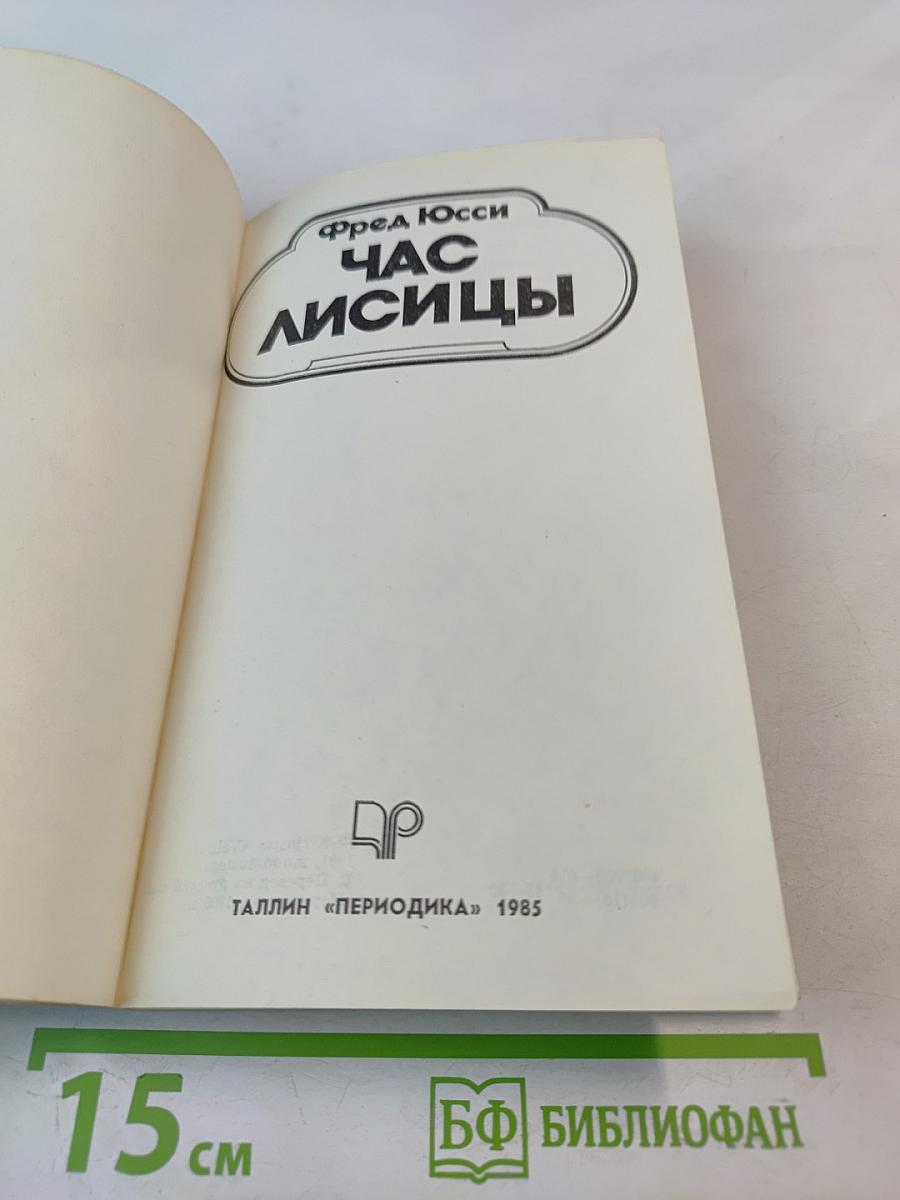 Фред Юсси
ЧАС
ЛИСИЦЫ
ТАЛЛИН «ПЕРИОДИКА» 1985
15 см
БФ БИБЛИОФАН